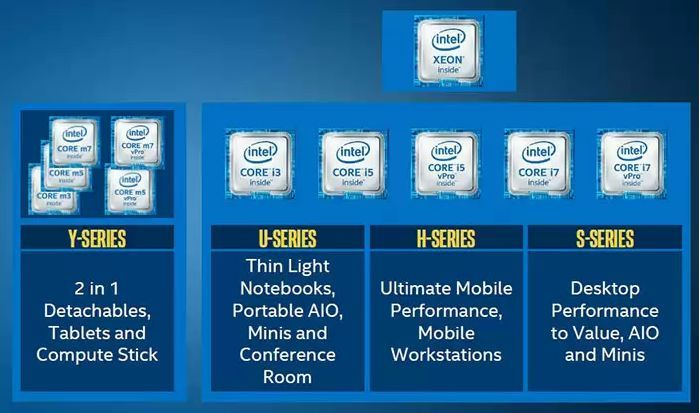 intel
XEON
inside
intel
CORE m7
inside
intel
CORE m7
vPro
inside
CORE m5
inside
intel
CORE m5
vPro
inside
CORE m3
inside
intel
CORE i3
inside
intel
CORE i5
inside
intel
CORE i5
vPro
inside
intel
CORE i7
inside
intel
CORE i7
vPro
inside
Y-SERIES
2 in 1
Detachables,
Tablets and
Compute Stick
U-SERIES
Thin Light
Notebooks,
Portable AIO,
Minis and
Conference
Room
H-SERIES
Ultimate Mobile
Performance,
Mobile
Workstations
S-SERIES
Desktop
Performance
to Value, AIO
and Minis